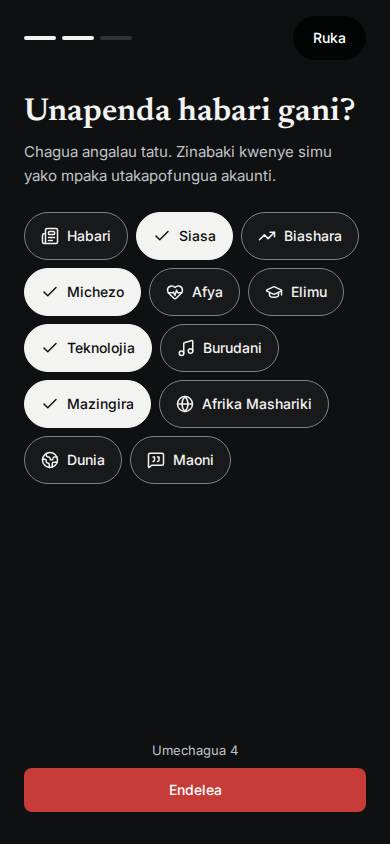 Ruka
Unapenda habari gani?
Chagua angalau tatu. Zinabaki kwenye simu
yako mpaka utakapofungua akaunti.
Habari
Siasa
Biashara
Michezo
Afya
Elimu
Teknolojia
Burudani
Mazingira
Afrika Mashariki
Dunia
Maoni
Umechagua 4
Endelea